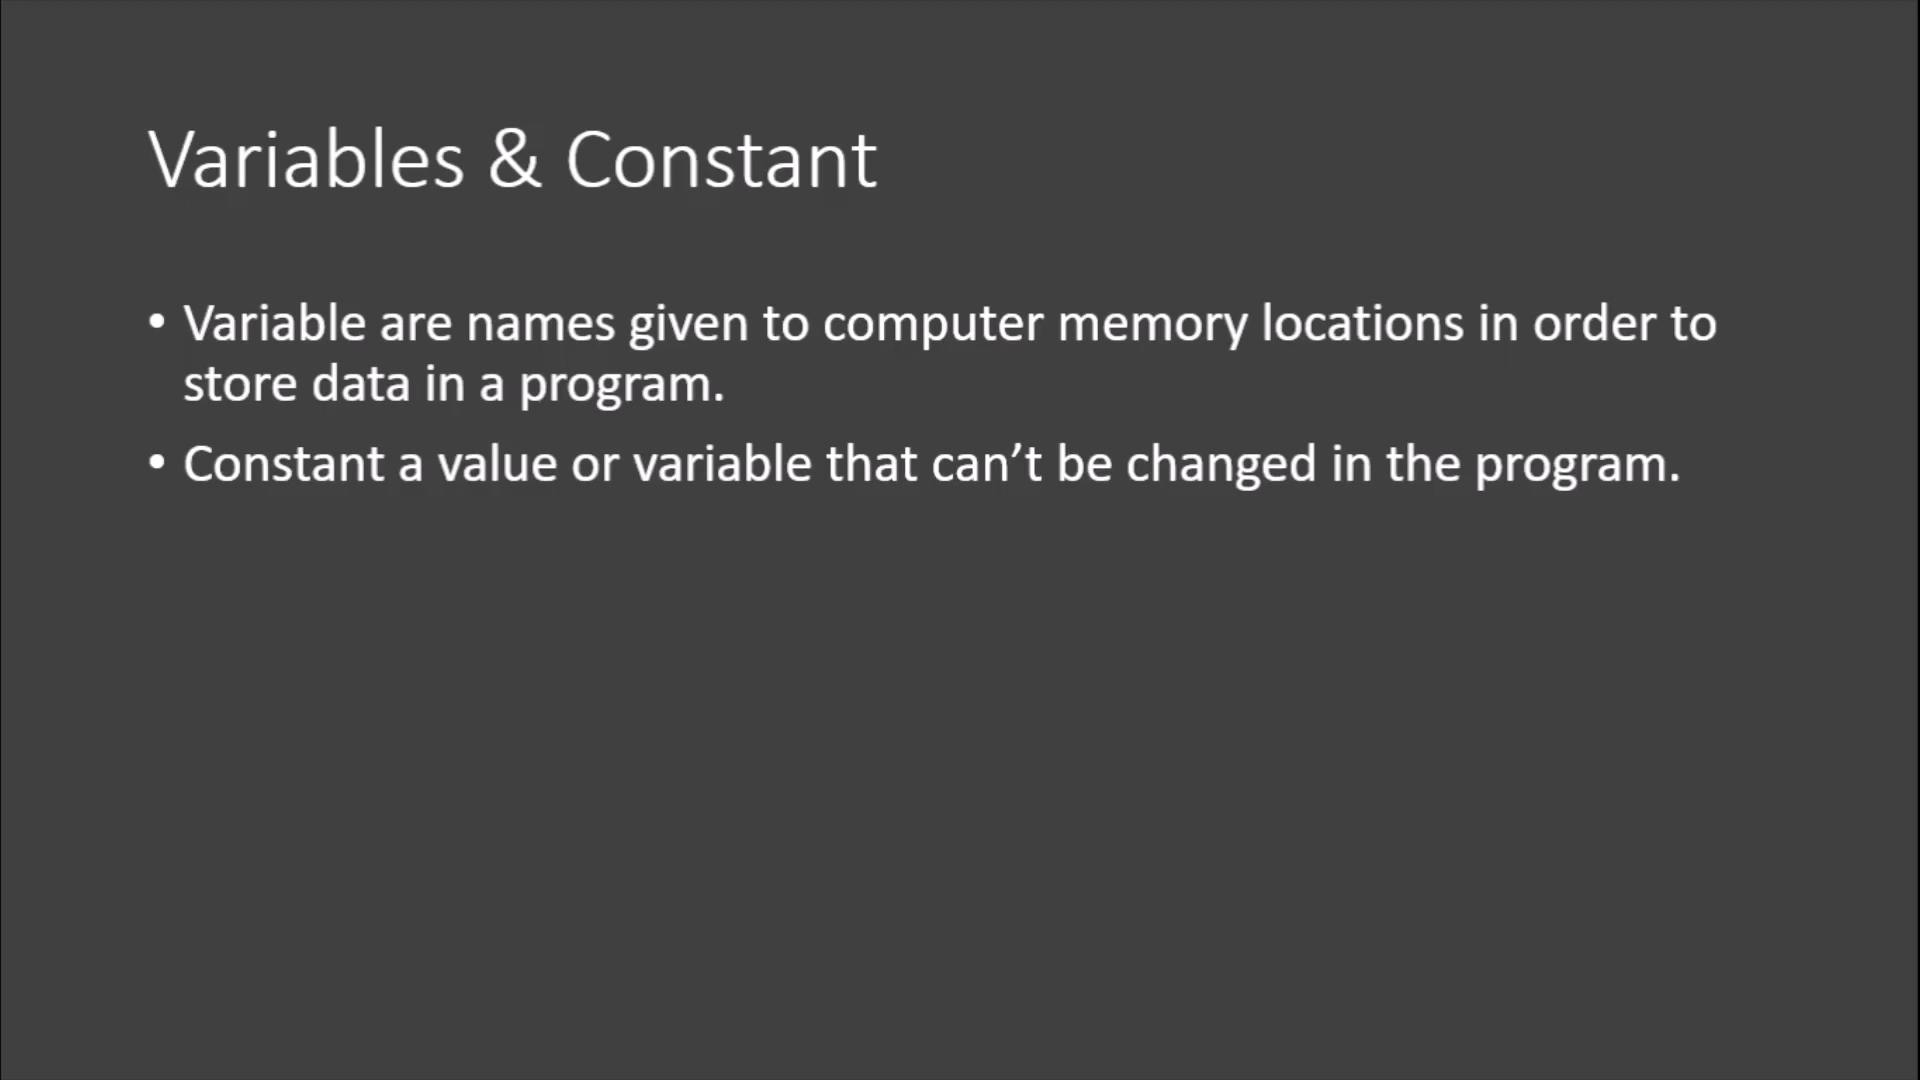 Variables & Constant
• Variable are names given to computer memory locations in order to
store data in a program.
• Constant a value or variable that can’t be changed in the program.